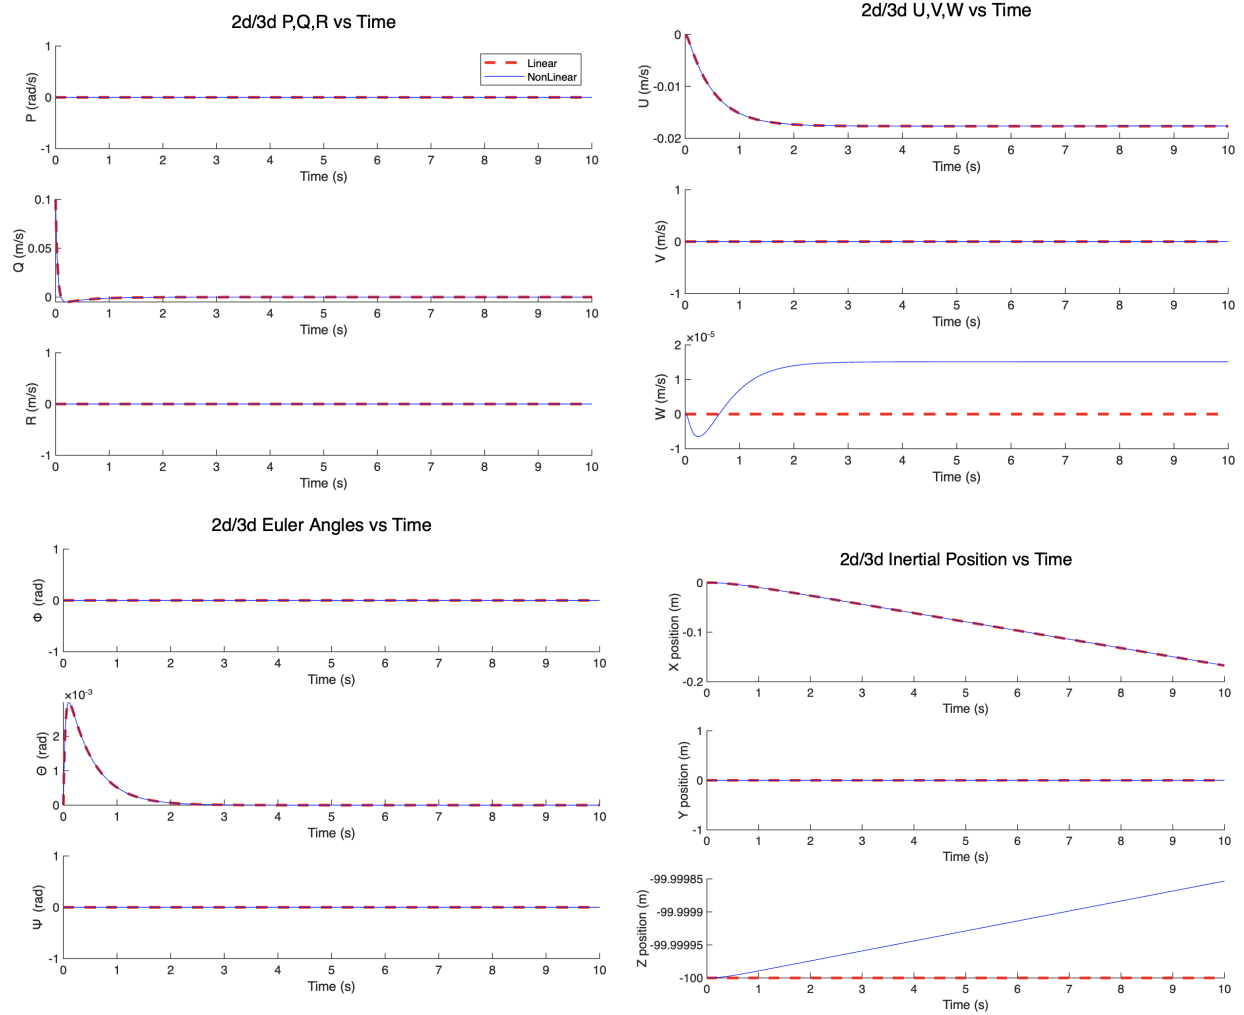 2d/3d P,Q,R vs Time
1
0
-1
P (rad/s)
Linear
NonLinear
0 1 2 3 4 5 6 7 8 9 10
Time (s)
0.1
0.05
0
Q (m/s)
0 1 2 3 4 5 6 7 8 9 10
Time (s)
1
0
-1
R (m/s)
0 1 2 3 4 5 6 7 8 9 10
Time (s)
2d/3d U,V,W vs Time
0
-0.01
-0.02
U (m/s)
0 1 2 3 4 5 6 7 8 9 10
Time (s)
1
0
-1
V (m/s)
0 1 2 3 4 5 6 7 8 9 10
Time (s)
×10⁻⁵
2
1
0
-1
W (m/s)
0 1 2 3 4 5 6 7 8 9 10
Time (s)
2d/3d Euler Angles vs Time
1
0
-1
Φ (rad)
0 1 2 3 4 5 6 7 8 9 10
Time (s)
×10⁻³
2
1
0
Θ (rad)
0 1 2 3 4 5 6 7 8 9 10
Time (s)
1
0
-1
Ψ (rad)
0 1 2 3 4 5 6 7 8 9 10
Time (s)
2d/3d Inertial Position vs Time
0
-0.1
-0.2
X position (m)
0 1 2 3 4 5 6 7 8 9 10
Time (s)
1
0
-1
Y position (m)
0 1 2 3 4 5 6 7 8 9 10
Time (s)
-99.99985
-99.9999
-99.99995
-100
Z position (m)
0 1 2 3 4 5 6 7 8 9 10
Time (s)